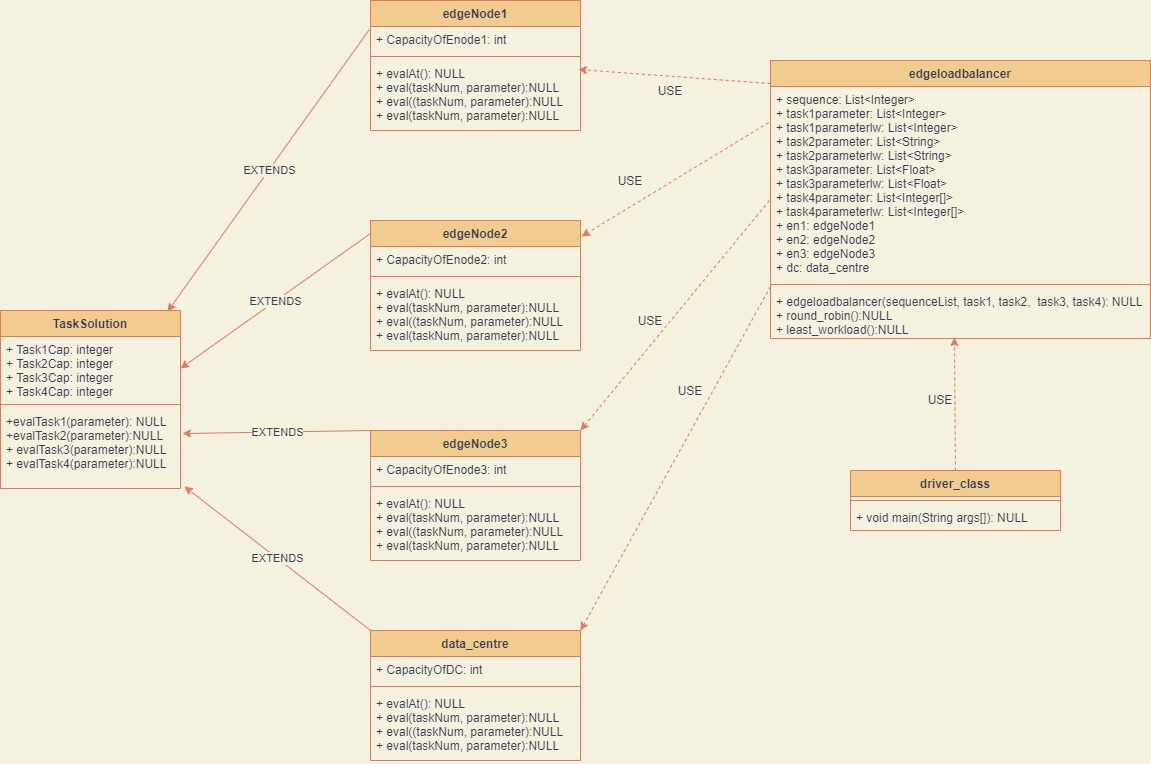 edgeNode1
+ CapacityOfEnode1: int
+ evalAt(): NULL
+ eval(taskNum, parameter):NULL
+ eval((taskNum, parameter):NULL
+ eval(taskNum, parameter):NULL
edgeloadbalancer
+ sequence: List<Integer>
+ task1parameter: List<Integer>
+ task1parameterlw: List<Integer>
+ task2parameter: List<String>
+ task2parameterlw: List<String>
+ task3parameter: List<Float>
+ task3parameterlw: List<Float>
+ task4parameter: List<Integer[]>
+ task4parameterlw: List<Integer[]>
+ en1: edgeNode1
+ en2: edgeNode2
+ en3: edgeNode3
+ dc: data_centre
+ edgeloadbalancer(sequenceList, task1, task2, task3, task4): NULL
+ round_robin():NULL
+ least_workload():NULL
USE
EXTENDS
USE
edgeNode2
+ CapacityOfEnode2: int
+ evalAt(): NULL
+ eval(taskNum, parameter):NULL
+ eval((taskNum, parameter):NULL
+ eval(taskNum, parameter):NULL
EXTENDS
USE
TaskSolution
+ Task1Cap: integer
+ Task2Cap: integer
+ Task3Cap: integer
+ Task4Cap: integer
+evalTask1(parameter): NULL
+evalTask2(parameter):NULL
+ evalTask3(parameter):NULL
+ evalTask4(parameter):NULL
USE
USE
EXTENDS
edgeNode3
+ CapacityOfEnode3: int
+ evalAt(): NULL
+ eval(taskNum, parameter):NULL
+ eval((taskNum, parameter):NULL
+ eval(taskNum, parameter):NULL
driver_class
+ void main(String args[]): NULL
EXTENDS
data_centre
+ CapacityOfDC: int
+ evalAt(): NULL
+ eval(taskNum, parameter):NULL
+ eval((taskNum, parameter):NULL
+ eval(taskNum, parameter):NULL